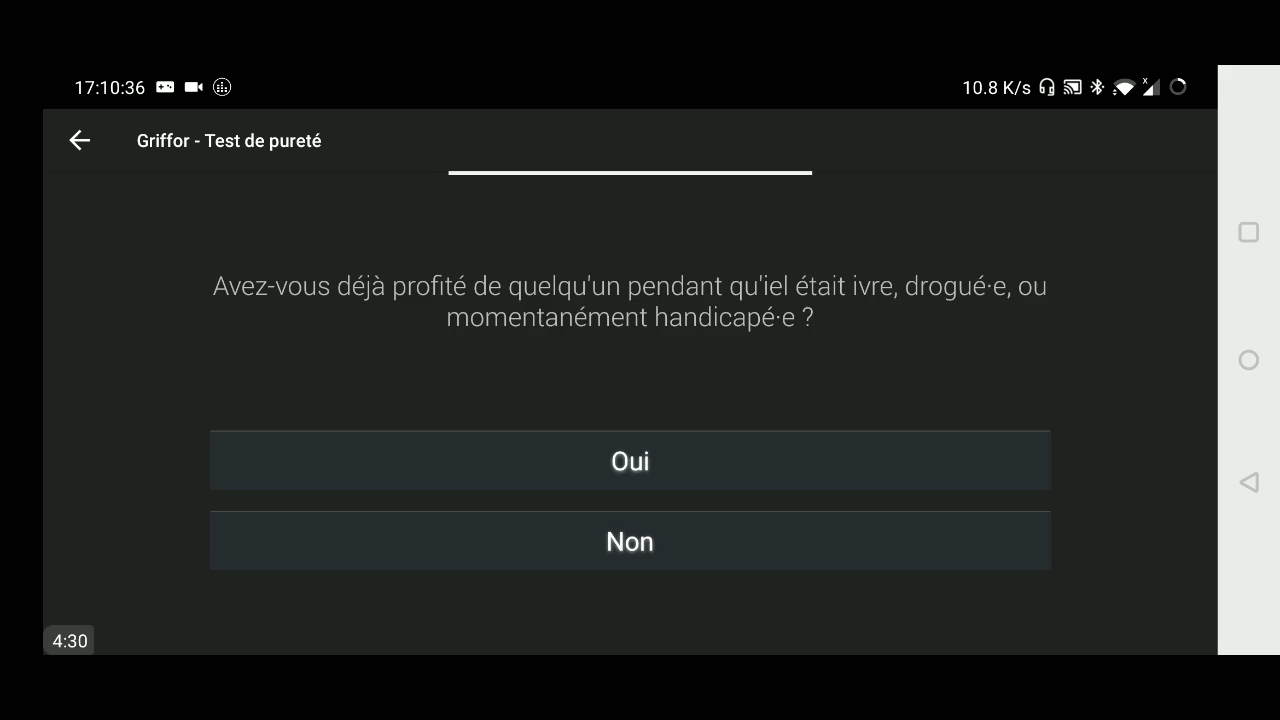 17:10:36
10.8 K/s
x
Griffor - Test de pureté
Avez-vous déjà profité de quelqu'un pendant qu'iel était ivre, drogué·e, ou
momentanément handicapé·e ?
Oui
Non
4:30